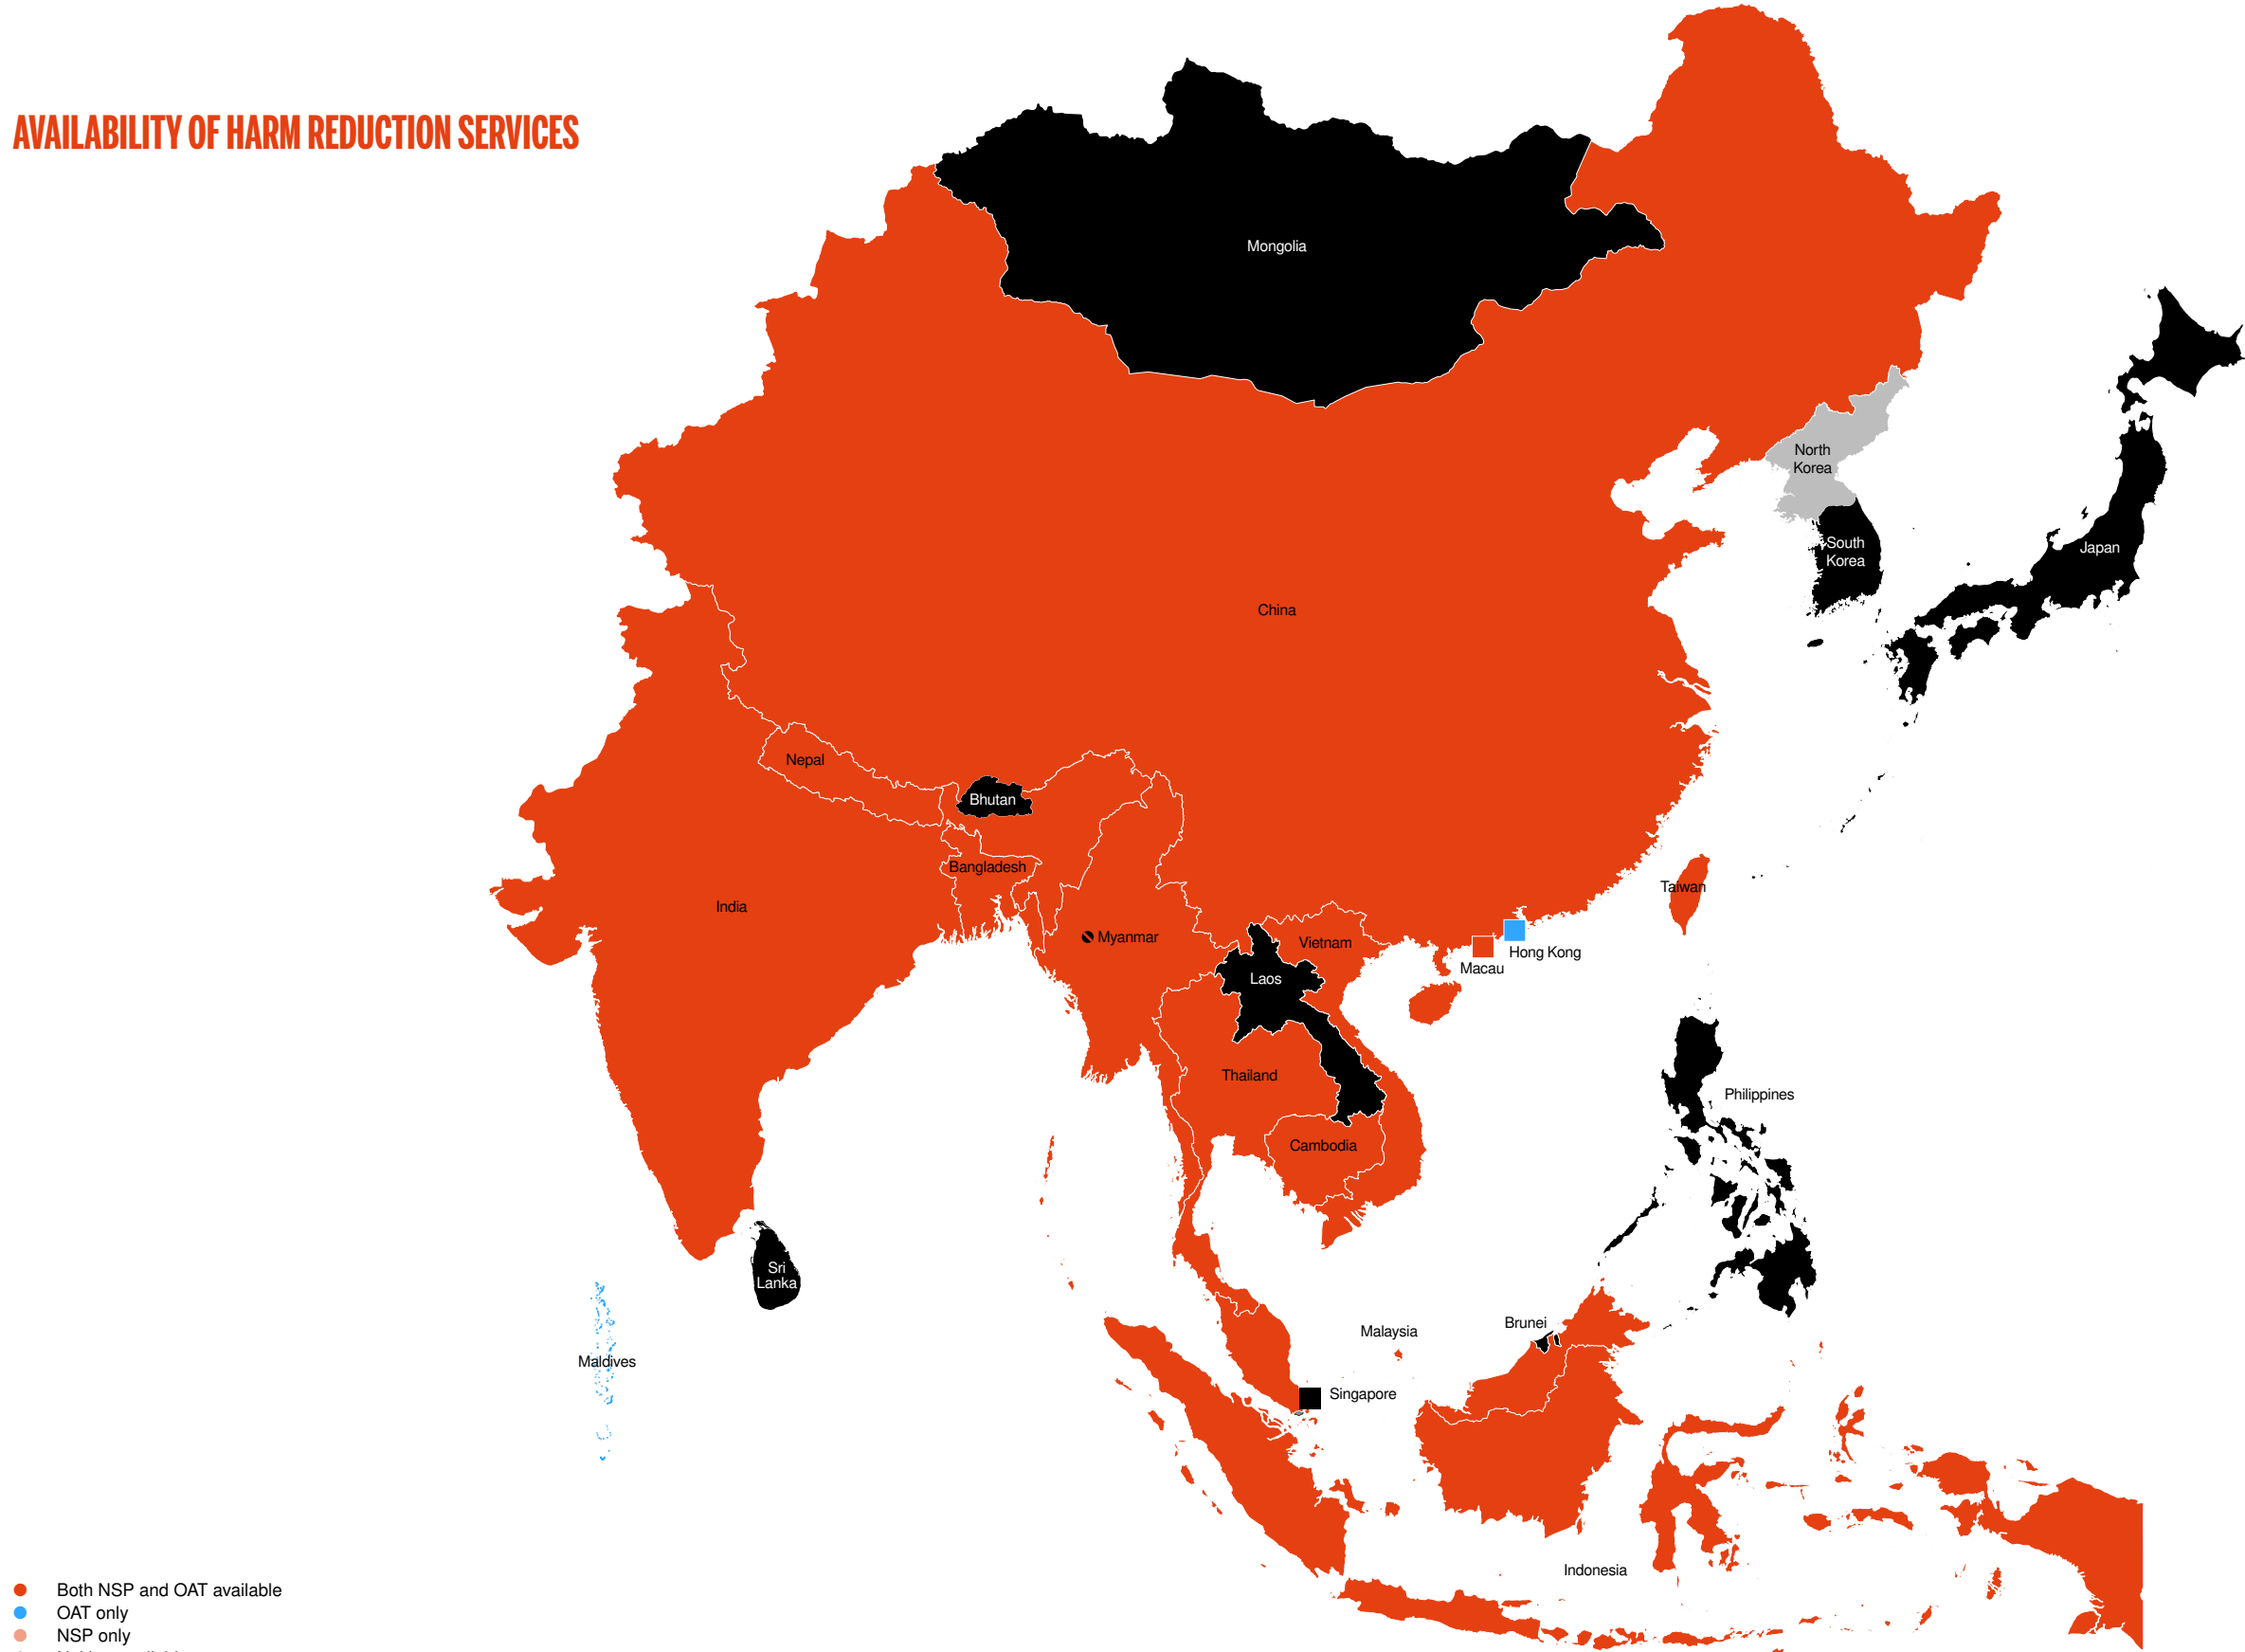 AVAILABILITY OF HARM REDUCTION SERVICES
Mongolia
North
Korea
South
Korea
Japan
China
Nepal
Bhutan
Bangladesh
India
Myanmar
Vietnam
Laos
Taiwan
Hong Kong
Macau
Thailand
Cambodia
Philippines
Sri
Lanka
Maldives
Malaysia
Brunei
Singapore
Indonesia
Both NSP and OAT available
OAT only
NSP only